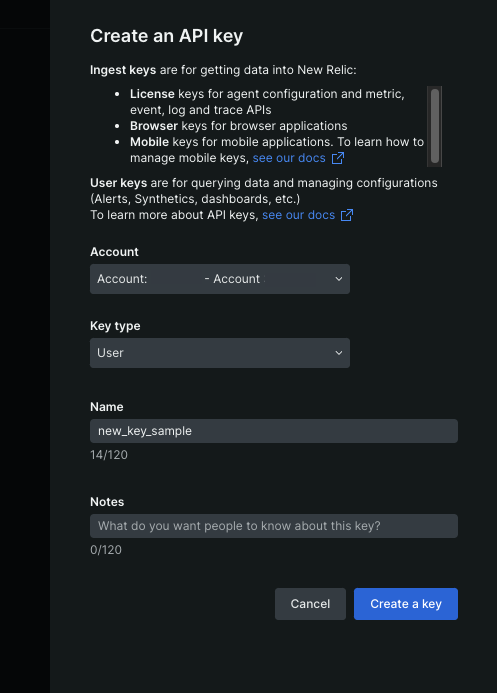 Create an API key
Ingest keys are for getting data into New Relic:
• License keys for agent configuration and metric,
event, log and trace APIs
• Browser keys for browser applications
• Mobile keys for mobile applications. To learn how to
manage mobile keys, see our docs
User keys are for querying data and managing configurations
(Alerts, Synthetics, dashboards, etc.)
To learn more about API keys, see our docs
Account
Account: - Account
Key type
User
Name
new_key_sample
14/120
Notes
What do you want people to know about this key?
0/120
Cancel Create a key